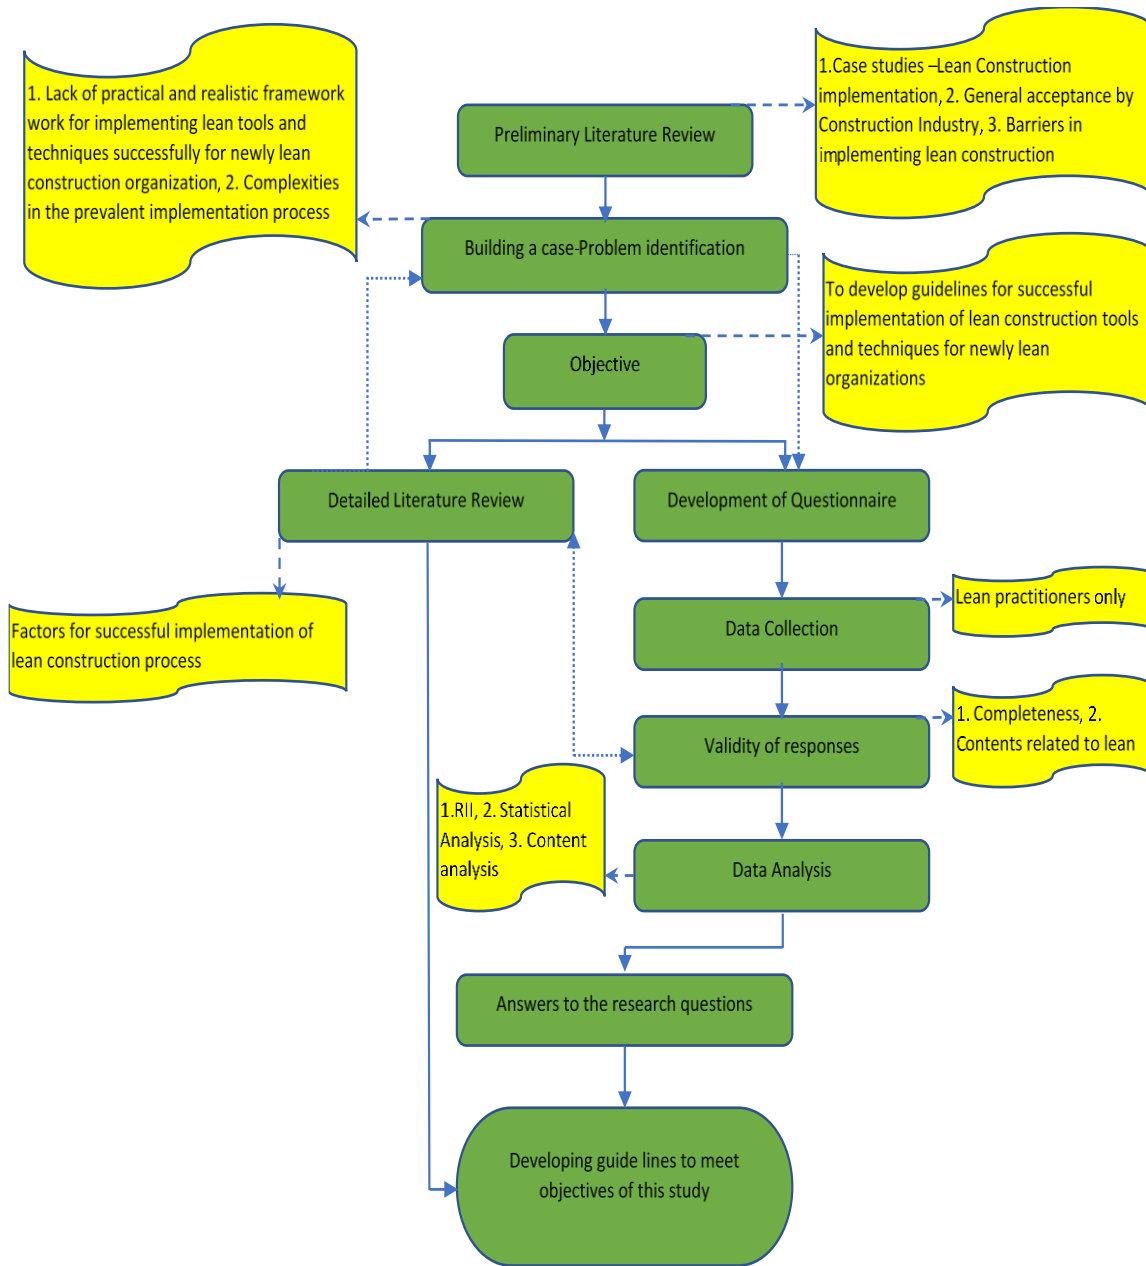 1. Lack of practical and realistic framework
work for implementing lean tools and
techniques successfully for newly lean
construction organization, 2. Complexities
in the prevalent implementation process
1.Case studies –Lean Construction
implementation, 2. General acceptance by
Construction Industry, 3. Barriers in
implementing lean construction
Preliminary Literature Review
Building a case-Problem identification
To develop guidelines for successful
implementation of lean construction tools
and techniques for newly lean
organizations
Objective
Detailed Literature Review
Development of Questionnaire
Factors for successful implementation of
lean construction process
Data Collection
Lean practitioners only
Validity of responses
1. Completeness, 2.
Contents related to lean
1.RII, 2. Statistical
Analysis, 3. Content
analysis
Data Analysis
Answers to the research questions
Developing guide lines to meet
objectives of this study